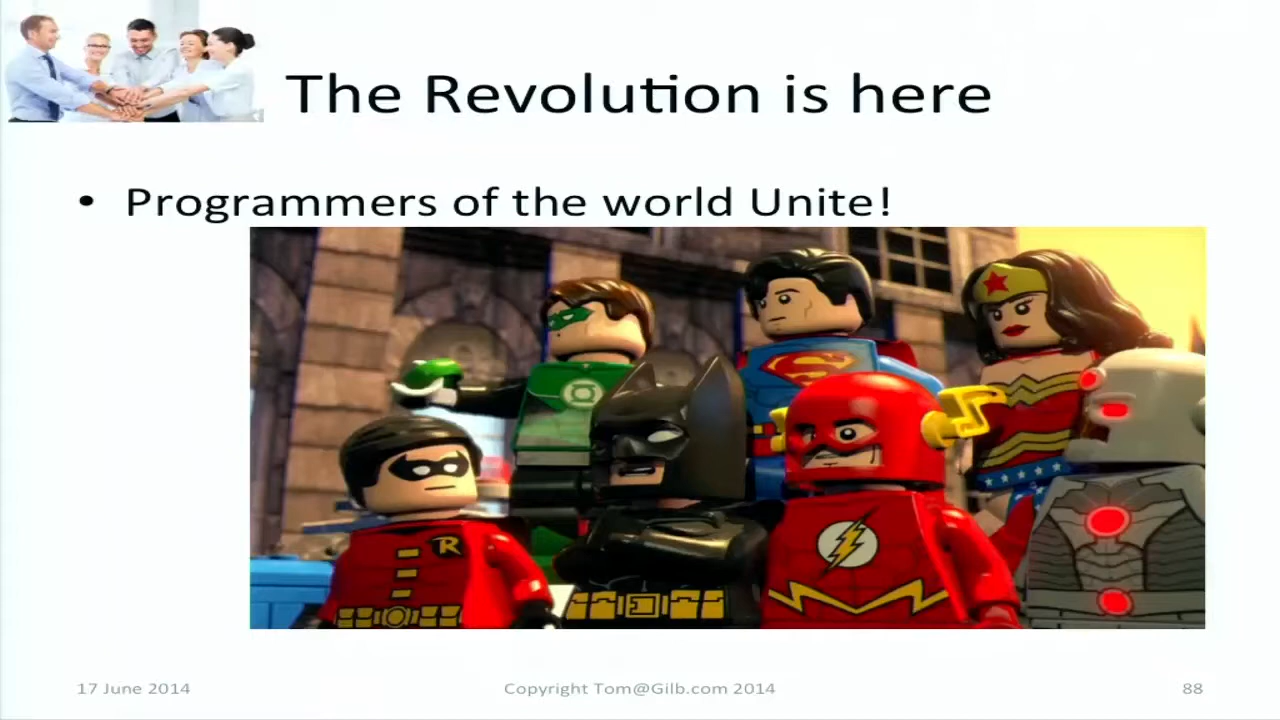 The Revolution is here
• Programmers of the world Unite!
R
S
17 June 2014
Copyright Tom@Gilb.com 2014
88